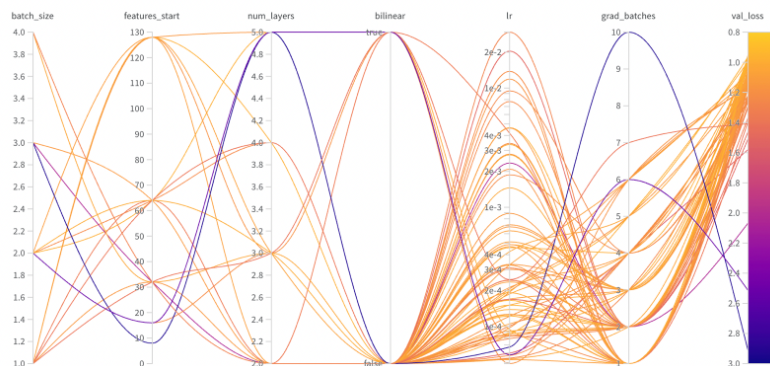 batch_size features_start num_layers bilinear lr grad_batches val_loss
4.0 130 5.0 true 10 0.8
3.8 120 4.8 2e-2 9 1.0
3.6 110 4.6 1e-2 8 1.2
3.4 100 4.4 4e-3 7 1.4
3.2 90 4.2 3e-3 6 1.6
3.0 80 4.0 2e-3 5 1.8
2.8 70 3.8 1e-3 4 2.0
2.6 60 3.6 4e-4 3 2.2
2.4 50 3.4 3e-4 2 2.4
2.2 40 3.2 2e-4 1 2.5
2.0 30 3.0 1e-4 2.8
1.8 20 2.8 3.0
1.6 10 2.6
1.4 0 2.4
1.2 2.2
1.0 2.0 false